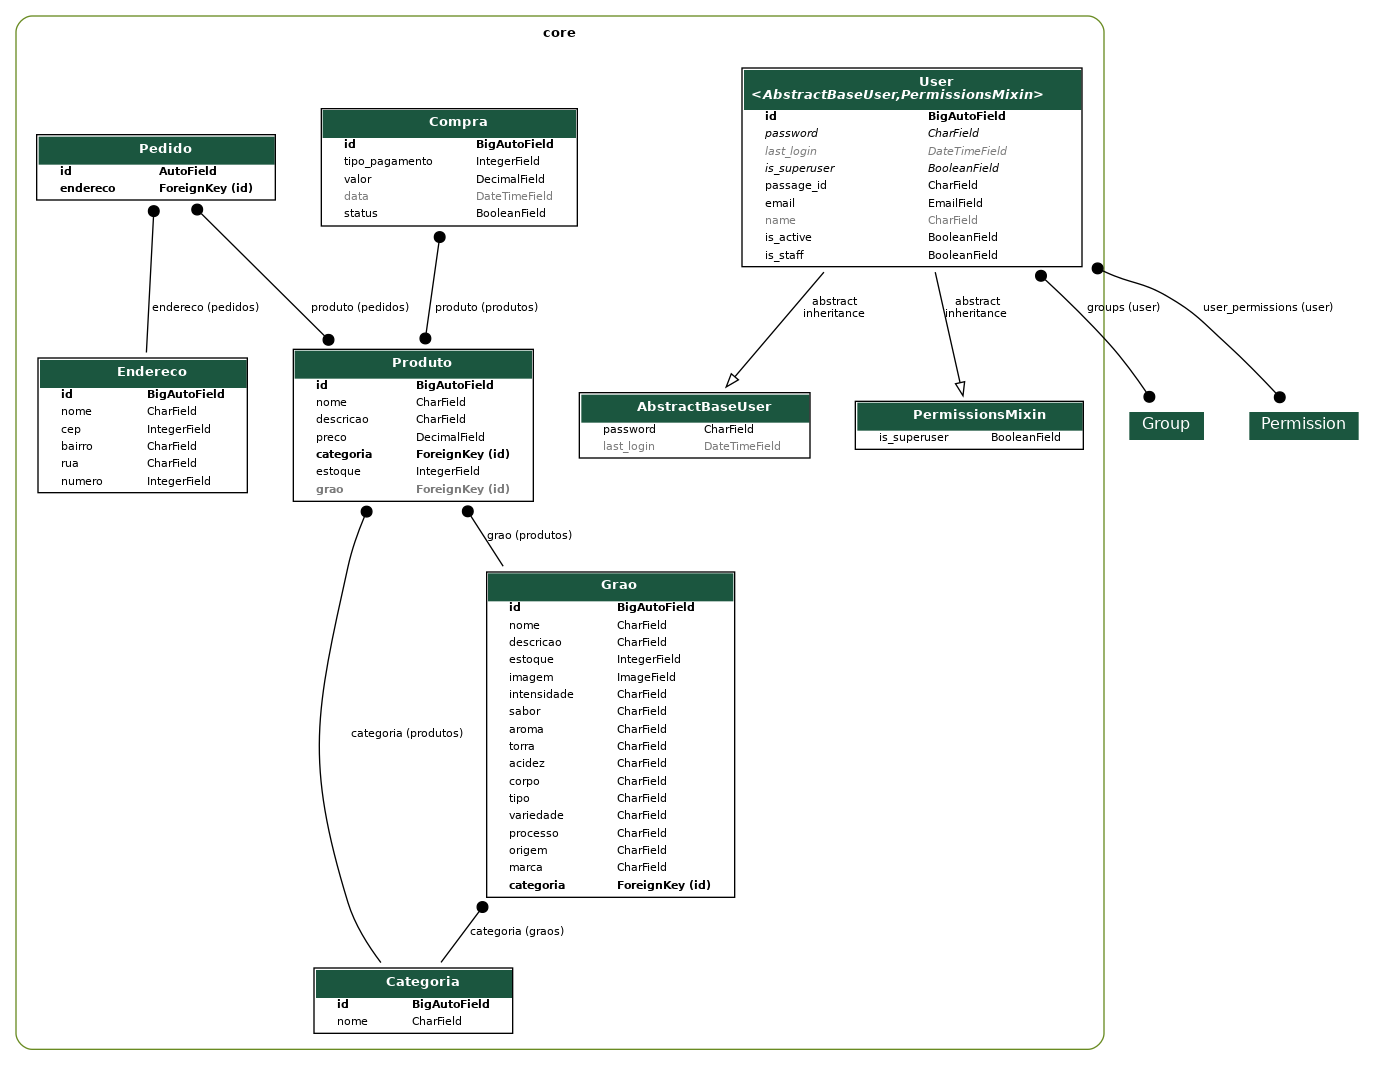 core
User
<AbstractBaseUser,PermissionsMixin>
id BigAutoField
password CharField
last_login DateTimeField
is_superuser BooleanField
passage_id CharField
email EmailField
name CharField
is_active BooleanField
is_staff BooleanField
Compra
id BigAutoField
tipo_pagamento IntegerField
valor DecimalField
data DateTimeField
status BooleanField
Pedido
id AutoField
endereco ForeignKey (id)
endereco (pedidos)
produto (pedidos)
produto (produtos)
abstract
inheritance
abstract
inheritance
groups (user)
user_permissions (user)
Endereco
id BigAutoField
nome CharField
cep IntegerField
bairro CharField
rua CharField
numero IntegerField
Produto
id BigAutoField
nome CharField
descricao CharField
preco DecimalField
categoria ForeignKey (id)
estoque IntegerField
grao ForeignKey (id)
AbstractBaseUser
password CharField
last_login DateTimeField
PermissionsMixin
is_superuser BooleanField
Group
Permission
grao (produtos)
Grao
id BigAutoField
nome CharField
descricao CharField
estoque IntegerField
imagem ImageField
intensidade CharField
sabor CharField
aroma CharField
torra CharField
acidez CharField
corpo CharField
tipo CharField
variedade CharField
processo CharField
origem CharField
marca CharField
categoria ForeignKey (id)
categoria (produtos)
categoria (graos)
Categoria
id BigAutoField
nome CharField